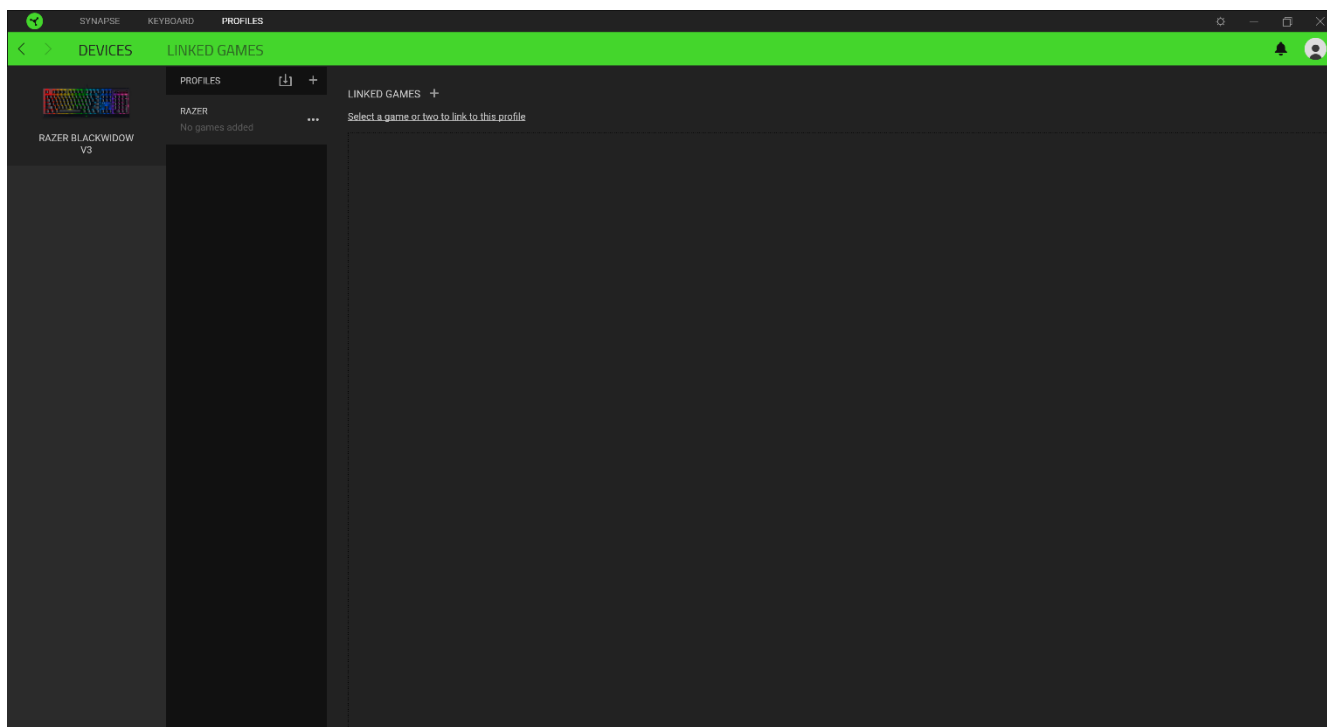 SYNAPSE KEYBOARD PROFILES
DEVICES LINKED GAMES
RAZER BLACKWIDOW
V3
PROFILES
RAZER
No games added
LINKED GAMES
Select a game or two to link to this profile